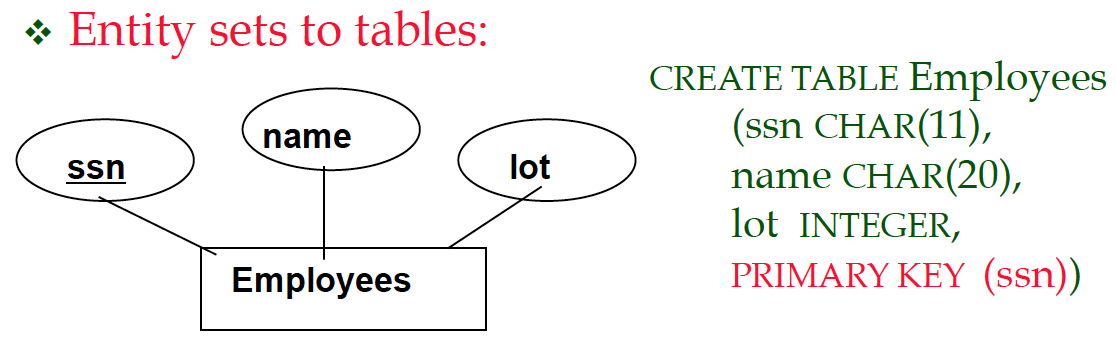 ❖ Entity sets to tables:
ssn
name
lot
Employees
CREATE TABLE Employees
(ssn CHAR(11),
name CHAR(20),
lot INTEGER,
PRIMARY KEY (ssn))